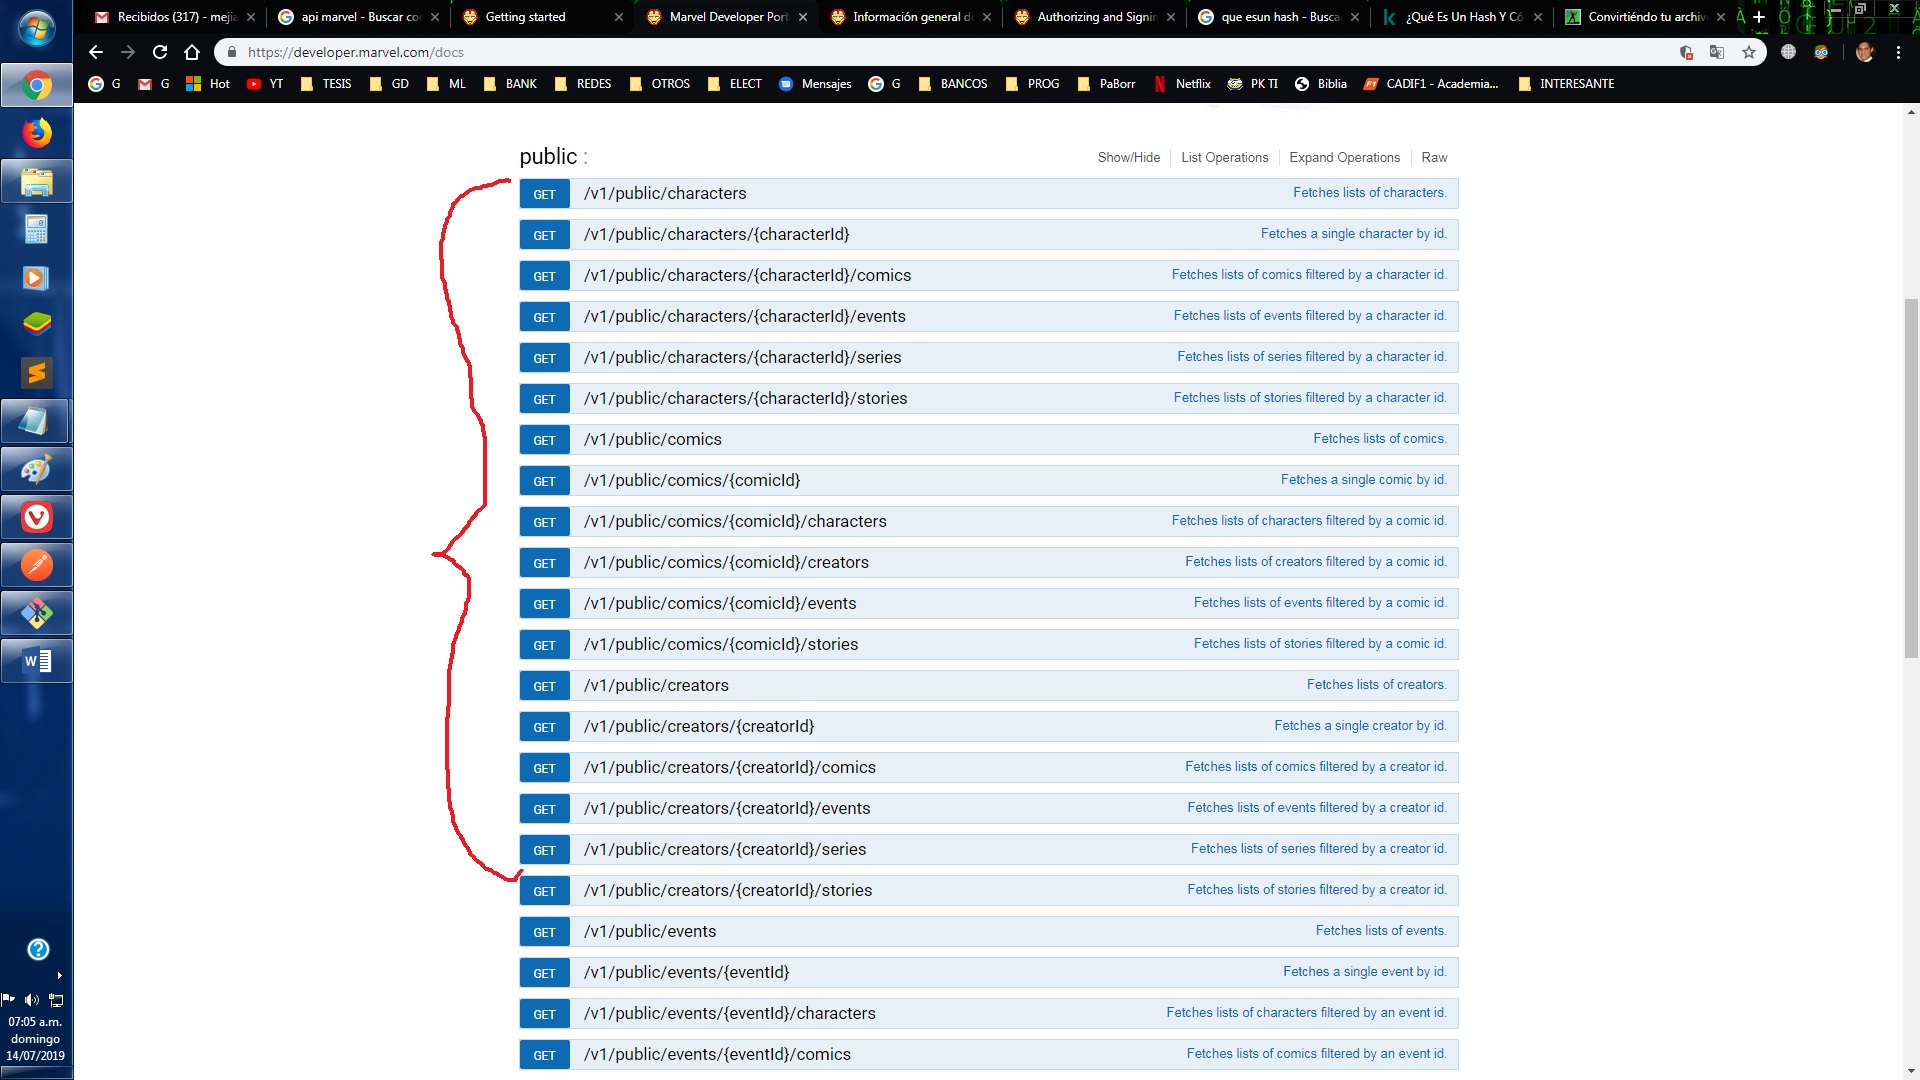 Recibidos (317) - mejia
api marvel - Buscar co
Getting started
Marvel Developer Port
Información general d
Authorizing and Signin
que esun hash - Busca
¿Qué Es Un Hash Y Có
Convirtiéndo tu archiv
https://developer.marvel.com/docs
G G Hot YT TESIS GD ML BANK REDES OTROS ELECT Mensajes G BANCOS PROG PaBorr Netflix PK TI Biblia CADIF1 - Academia... INTERESANTE
public :
Show/Hide List Operations Expand Operations Raw
GET /v1/public/characters Fetches lists of characters.
GET /v1/public/characters/{characterId} Fetches a single character by id.
GET /v1/public/characters/{characterId}/comics Fetches lists of comics filtered by a character id.
GET /v1/public/characters/{characterId}/events Fetches lists of events filtered by a character id.
GET /v1/public/characters/{characterId}/series Fetches lists of series filtered by a character id.
GET /v1/public/characters/{characterId}/stories Fetches lists of stories filtered by a character id.
GET /v1/public/comics Fetches lists of comics.
GET /v1/public/comics/{comicId} Fetches a single comic by id.
GET /v1/public/comics/{comicId}/characters Fetches lists of characters filtered by a comic id.
GET /v1/public/comics/{comicId}/creators Fetches lists of creators filtered by a comic id.
GET /v1/public/comics/{comicId}/events Fetches lists of events filtered by a comic id.
GET /v1/public/comics/{comicId}/stories Fetches lists of stories filtered by a comic id.
GET /v1/public/creators Fetches lists of creators.
GET /v1/public/creators/{creatorId} Fetches a single creator by id.
GET /v1/public/creators/{creatorId}/comics Fetches lists of comics filtered by a creator id.
GET /v1/public/creators/{creatorId}/events Fetches lists of events filtered by a creator id.
GET /v1/public/creators/{creatorId}/series Fetches lists of series filtered by a creator id.
GET /v1/public/creators/{creatorId}/stories Fetches lists of stories filtered by a creator id.
GET /v1/public/events Fetches lists of events.
GET /v1/public/events/{eventId} Fetches a single event by id.
GET /v1/public/events/{eventId}/characters Fetches lists of characters filtered by an event id.
GET /v1/public/events/{eventId}/comics Fetches lists of comics filtered by an event id.
07:05 a.m.
domingo
14/07/2019